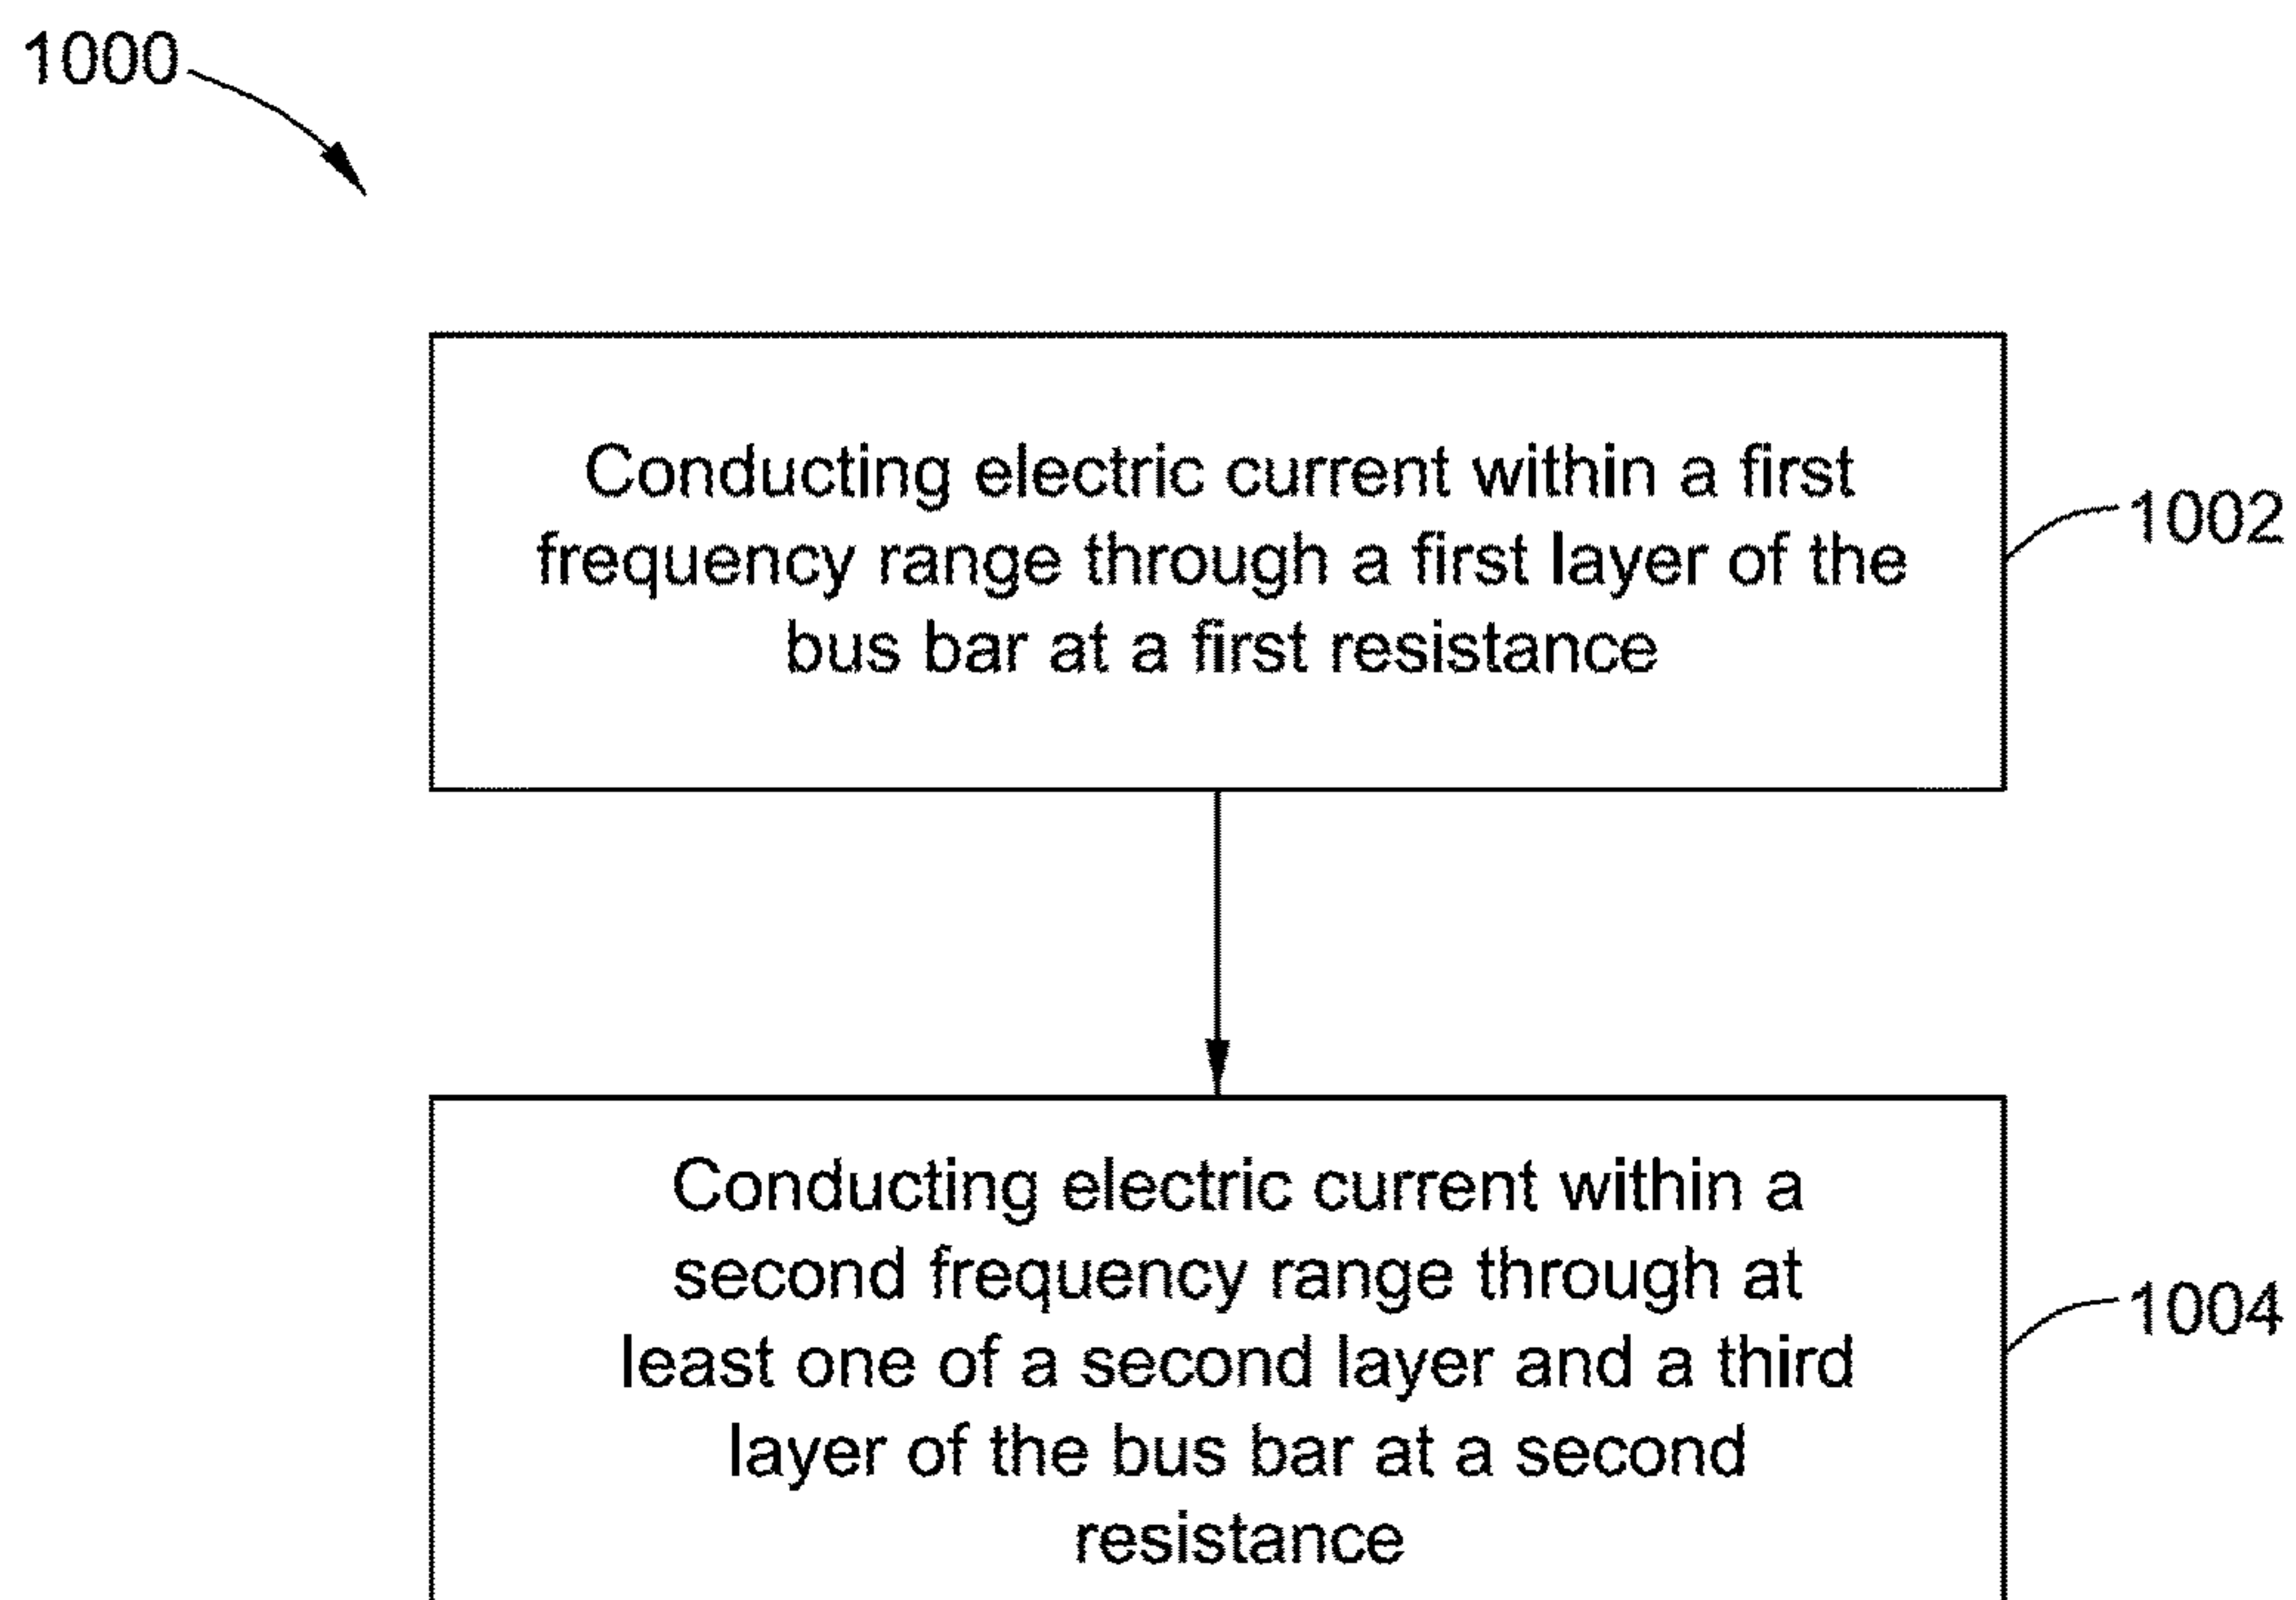 1000
Conducting electric current within a first
frequency range through a first layer of the
bus bar at a first resistance
1002
Conducting electric current within a
second frequency range through at
least one of a second layer and a third
layer of the bus bar at a second
resistance
1004